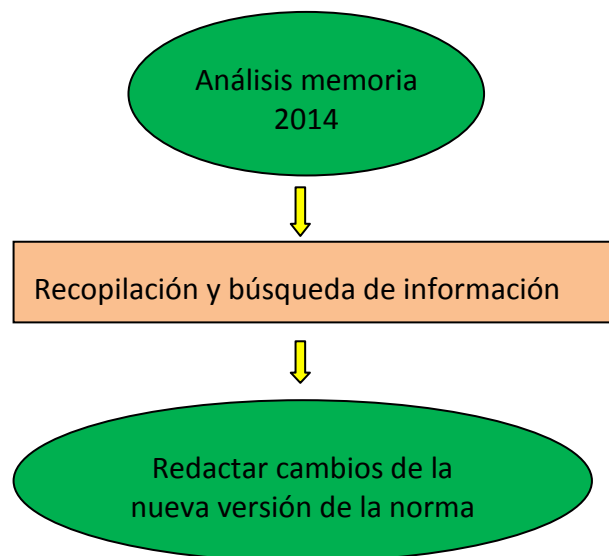 Análisis memoria
2014
Recopilación y búsqueda de información
Redactar cambios de la
nueva versión de la norma